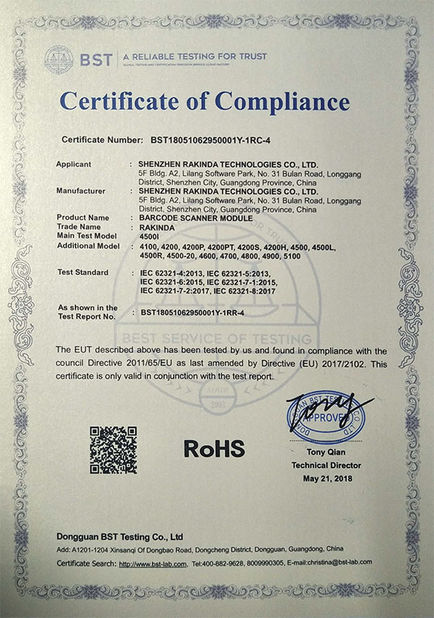 BST
A RELIABLE TESTING FOR TRUST
Certificate of Compliance
Certificate Number: BST18051062950001Y-1RC-4
Applicant : SHENZHEN RAKINDA TECHNOLOGIES CO., LTD.
5F Bldg. A2, Lilang Software Park, No. 31 Bulan Road, Longgang
District, Shenzhen City, Guangdong Province, China
Manufacturer : SHENZHEN RAKINDA TECHNOLOGIES CO., LTD.
5F Bldg. A2, Lilang Software Park, No. 31 Bulan Road, Longgang
District, Shenzhen City, Guangdong Province, China
Product Name : BARCODE SCANNER MODULE
Trade Name : RAKINDA
Main Test Model : 4500I
Additional Model : 4100, 4200, 4200P, 4200PT, 4200S, 4200H, 4500, 4500L,
4500R, 4500-20, 4600, 4700, 4800, 4900, 5100
Test Standard : IEC 62321-4:2013, IEC 62321-5:2013,
IEC 62321-6:2015, IEC 62321-7-1:2015,
IEC 62321-7-2:2017, IEC 62321-8:2017
As shown in the
Test Report No. : BST18051062950001Y-1RR-4
BEST SERVICE OF TESTING
The EUT described above has been tested by us and found in compliance with the
council Directive 2011/65/EU as last amended by Directive (EU) 2017/2102. This
certificate is only valid in conjunction with the test report.
RoHS
Tony
APPROVED
Tony Qian
Technical Director
May 21, 2018
Dongguan BST Testing Co., Ltd
Add: A1201-1204 Xinsanqi Of Dongbao Road, Dongcheng District, Dongguan, Guangdong, China
Certificate Search: http://www.bst-lab.com, Tel:400-882-9628, 8009990305, E-mail:christina@bst-lab.com